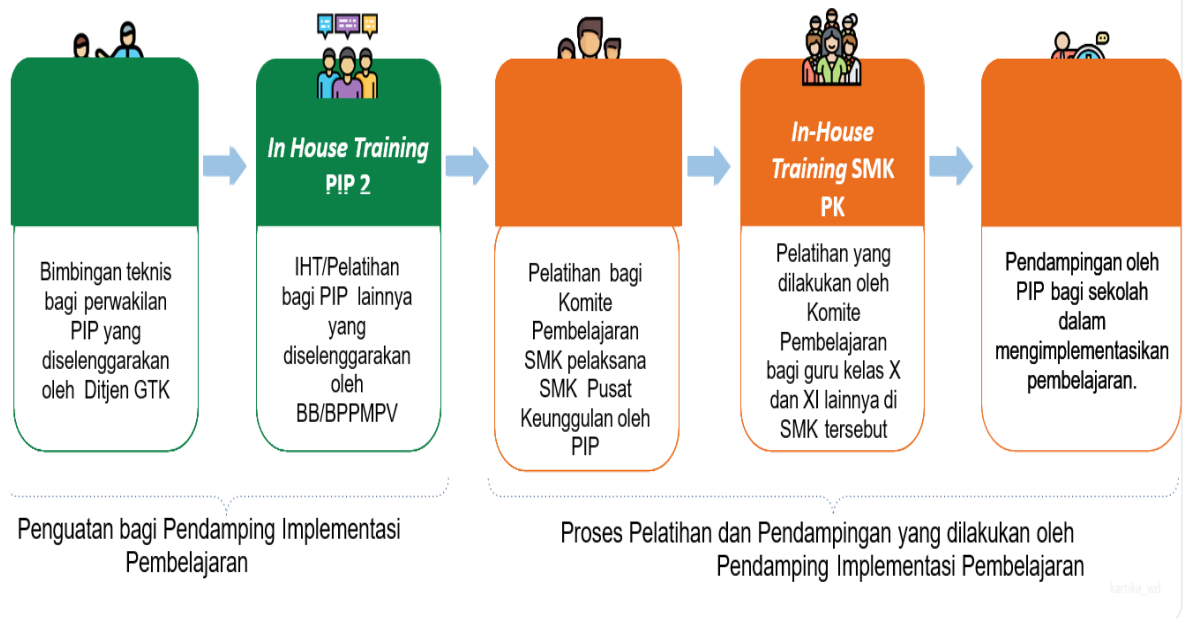 In House Training
PIP 2
In-House
Training SMK
PK
Bimbingan teknis
bagi perwakilan
PIP yang
diselenggarakan
oleh Ditjen GTK
IHT/Pelatihan
bagi PIP lainnya
yang
diselenggarakan
oleh
BB/BPPMPV
Pelatihan bagi
Komite
Pembelajaran
SMK pelaksana
SMK Pusat
Keunggulan oleh
PIP
Pelatihan yang
dilakukan oleh
Komite
Pembelajaran
bagi guru kelas X
dan XI lainnya di
SMK tersebut
Pendampingan oleh
PIP bagi sekolah
dalam
mengimplementasikan
pembelajaran.
Penguatan bagi Pendamping Implementasi
Pembelajaran
Proses Pelatihan dan Pendampingan yang dilakukan oleh
Pendamping Implementasi Pembelajaran
kartika_wd